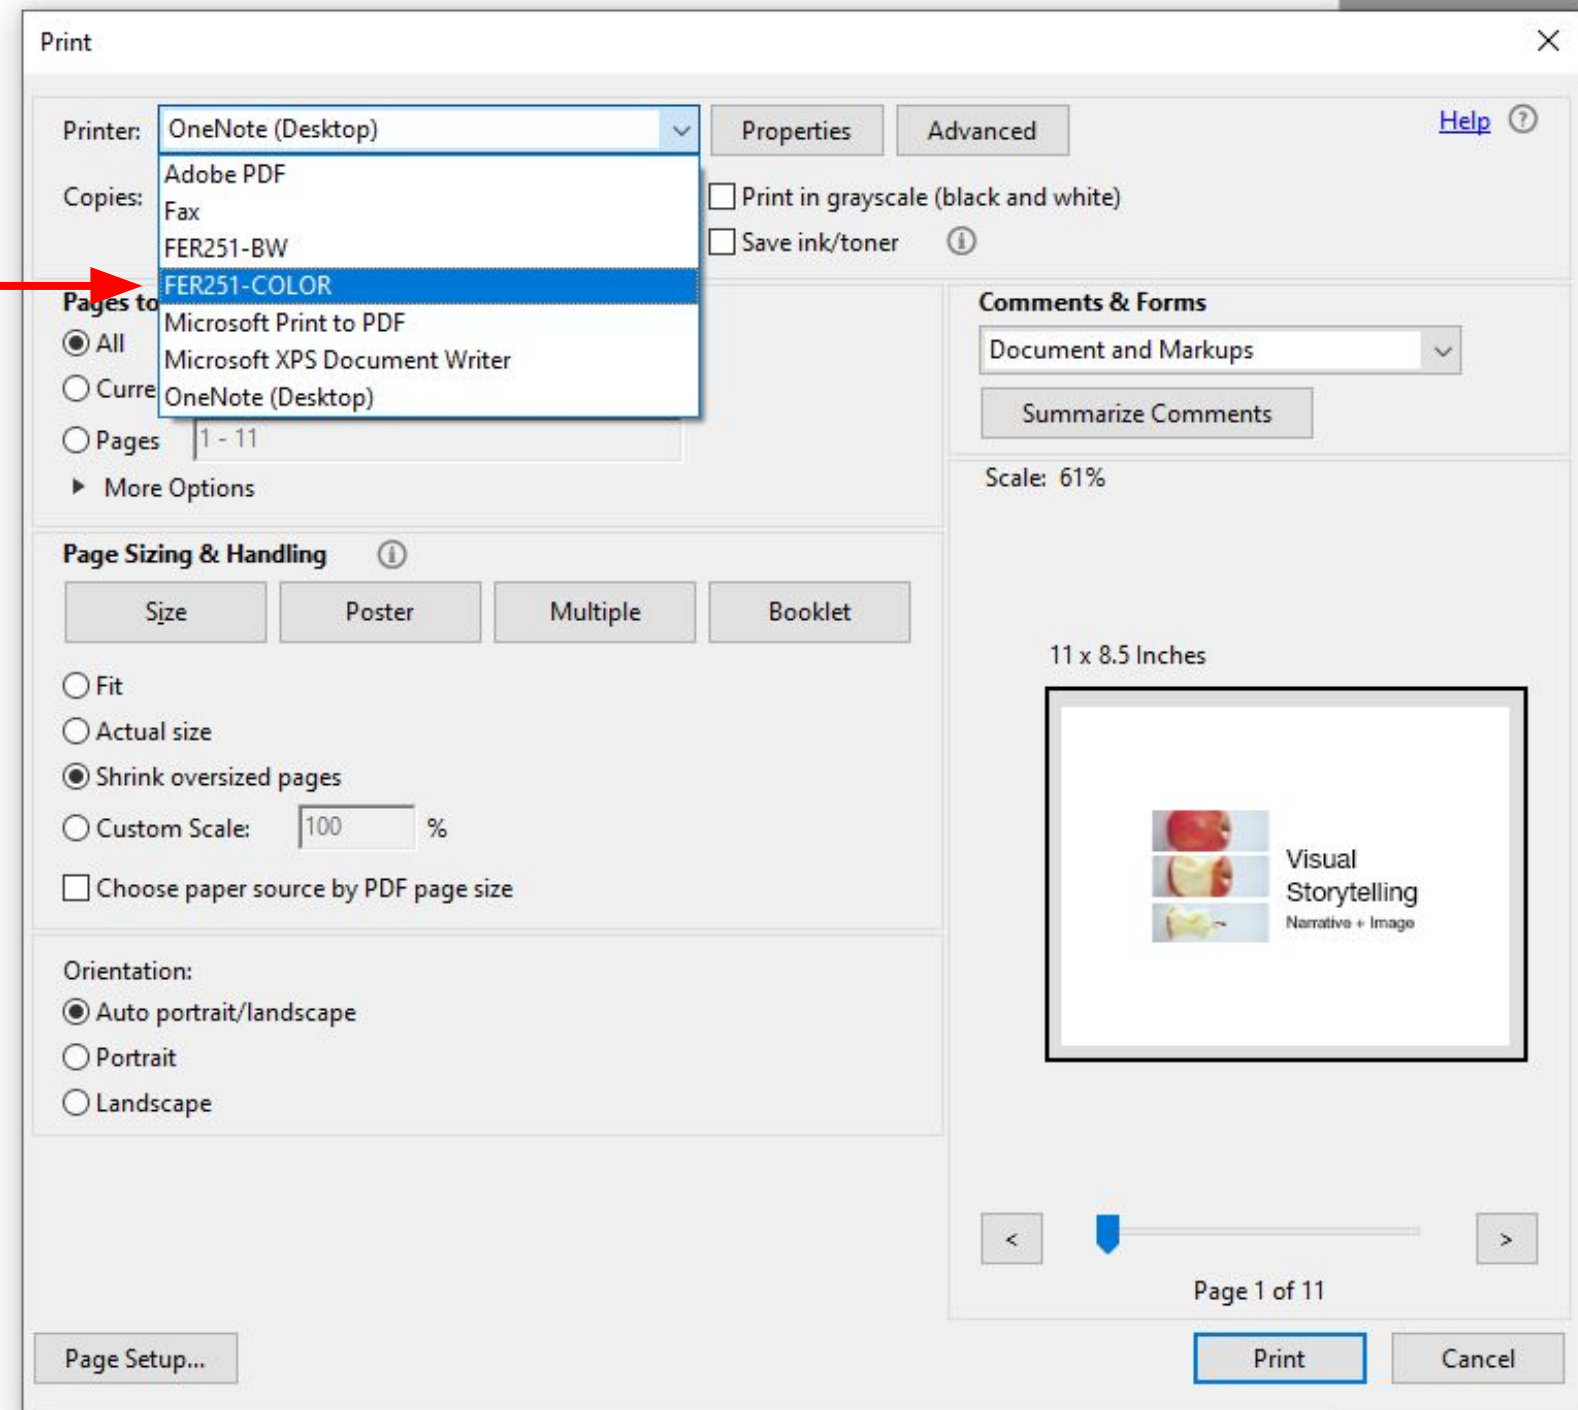 Print
Printer: OneNote (Desktop) Properties Advanced Help ?
Adobe PDF
Fax
FER251-BW
FER251-COLOR
Microsoft Print to PDF
Microsoft XPS Document Writer
OneNote (Desktop)
Copies: Print in grayscale (black and white)
Save ink/toner
Pages to
All
Curre
Pages 1 - 11
More Options
Comments & Forms
Document and Markups
Summarize Comments
Scale: 61%
Page Sizing & Handling
Size Poster Multiple Booklet
Fit
Actual size
Shrink oversized pages
Custom Scale: 100 %
Choose paper source by PDF page size
Orientation:
Auto portrait/landscape
Portrait
Landscape
11 x 8.5 Inches
Visual
Storytelling
Narrative + Image
< >
Page 1 of 11
Page Setup... Print Cancel